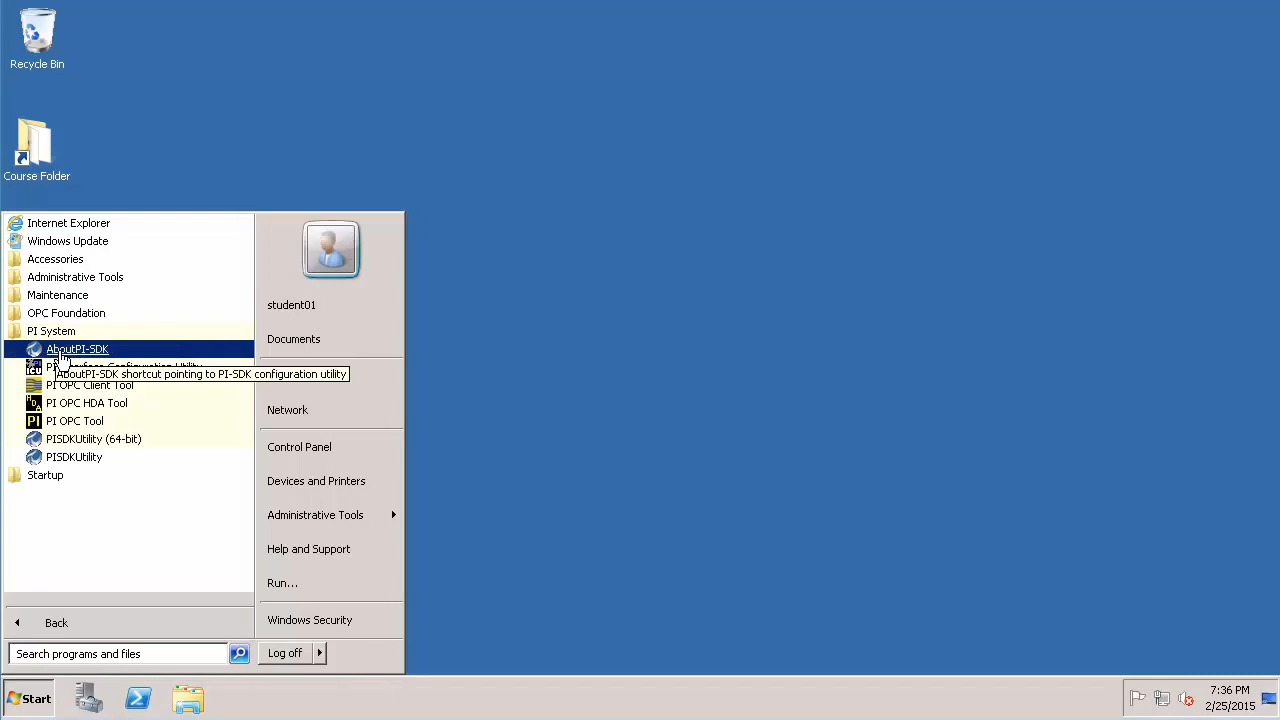 Recycle Bin
Course Folder
Internet Explorer
Windows Update
Accessories
Administrative Tools
Maintenance
OPC Foundation
PI System
AboutPI-SDK
AboutPI-SDK shortcut pointing to PI-SDK configuration utility
PI OPC Client Tool
PI OPC HDA Tool
PI OPC Tool
PISDKUtility (64-bit)
PISDKUtility
Startup
Back
Search programs and files
student01
Documents
Network
Control Panel
Devices and Printers
Administrative Tools
Help and Support
Run...
Windows Security
Log off
Start
7:36 PM
2/25/2015